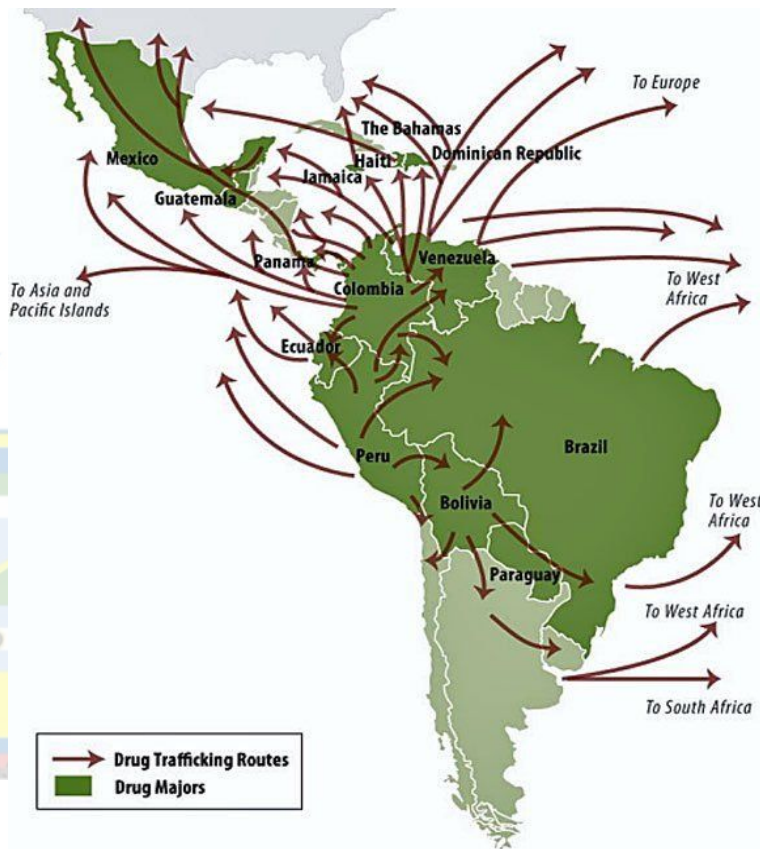 To Europe
The Bahamas
Dominican Republic
Haiti
Mexico
Jamaica
Guatemala
Panama
Venezuela
Colombia
To West
Africa
To Asia and
Pacific Islands
Ecuador
Brazil
Peru
Bolivia
To West
Africa
Paraguay
To West Africa
To South Africa
Drug Trafficking Routes
Drug Majors